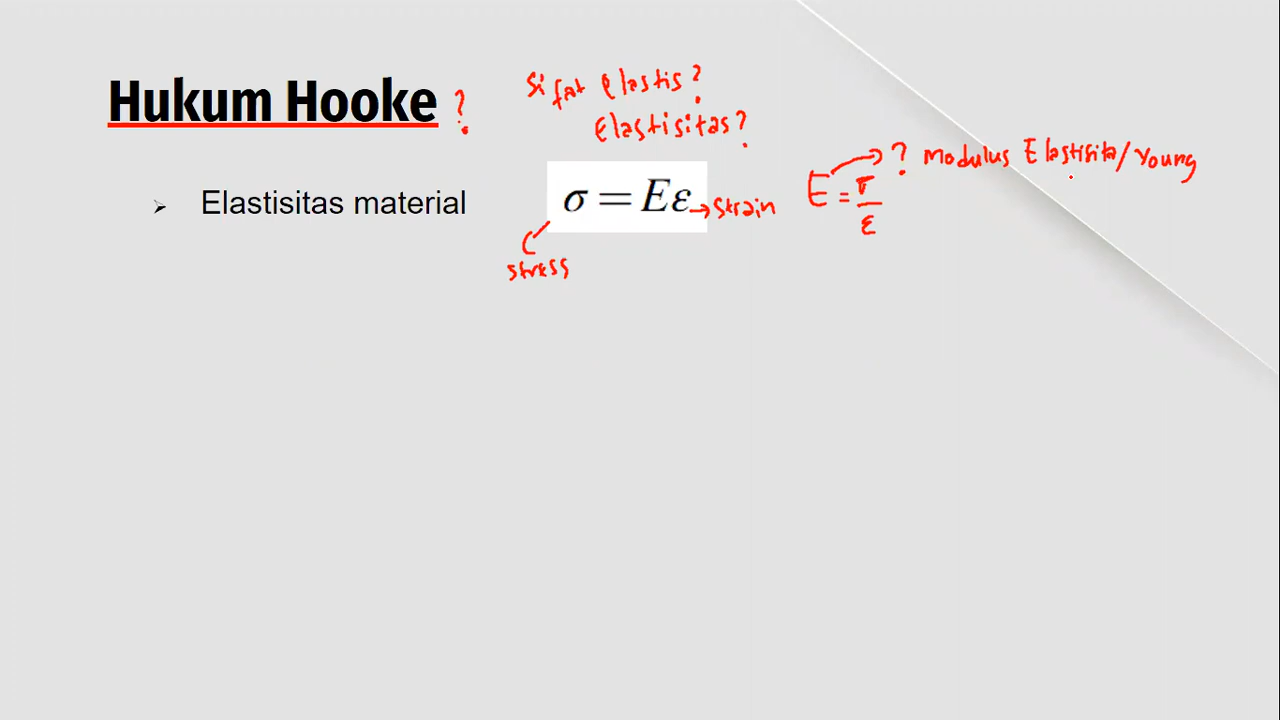 Hukum Hooke ?
Sifat elastis?
Elastisitas?
? Modulus Elastisita/Young
➢ Elastisitas material
σ = Eε → strain
E = σ/ε
stress